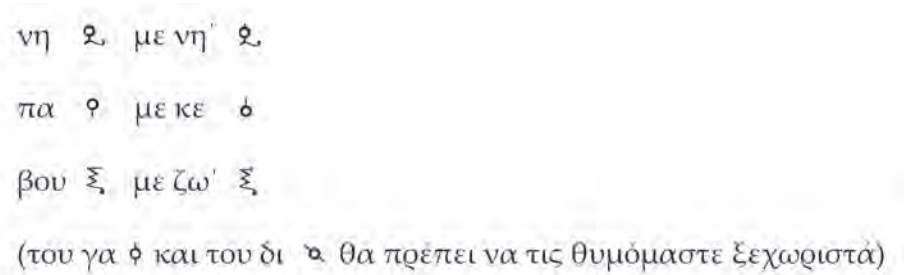 νη με νη'
πα με κε
βου ξ με ζω' ξ
(του γα και του δι θα πρέπει να τις θυμόμαστε ξεχωριστά)